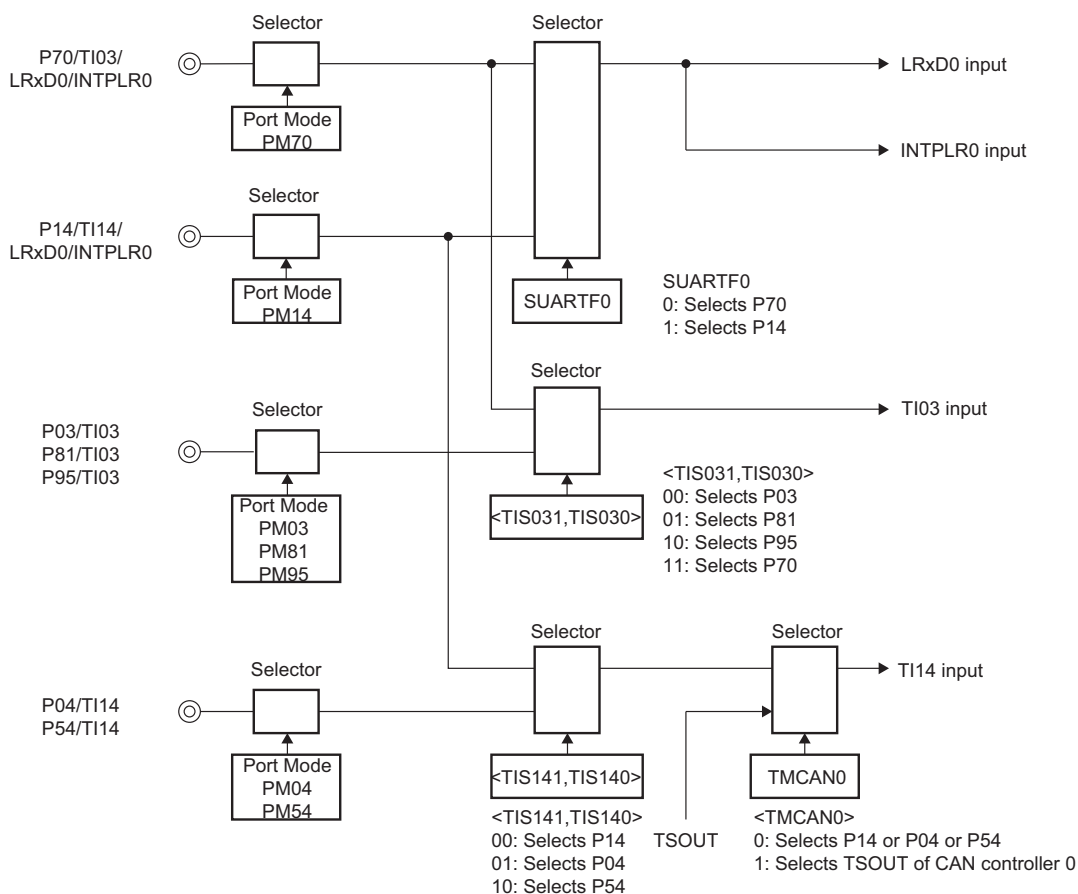 Selector
Selector
P70/TI03/
LRxD0/INTPLR0
LRxD0 input
Port Mode
PM70
INTPLR0 input
Selector
P14/TI14/
LRxD0/INTPLR0
Port Mode
PM14
SUARTF0
SUARTF0
0: Selects P70
1: Selects P14
Selector
Selector
TI03 input
P03/TI03
P81/TI03
P95/TI03
Port Mode
PM03
PM81
PM95
<TIS031,TIS030>
<TIS031,TIS030>
00: Selects P03
01: Selects P81
10: Selects P95
11: Selects P70
Selector
Selector
Selector
TI14 input
P04/TI14
P54/TI14
Port Mode
PM04
PM54
<TIS141,TIS140>
TMCAN0
<TIS141,TIS140>
00: Selects P14
01: Selects P04
10: Selects P54
TSOUT
<TMCAN0>
0: Selects P14 or P04 or P54
1: Selects TSOUT of CAN controller 0